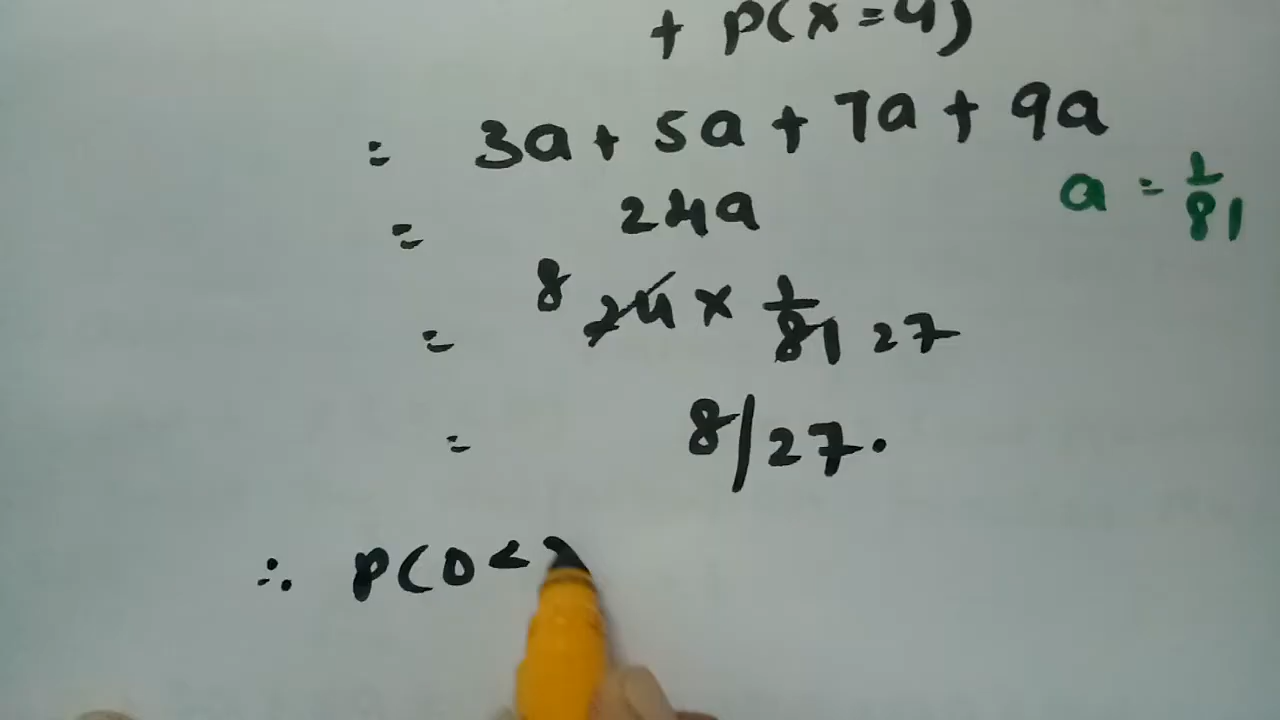 + P(x=4)
= 3a + 5a + 7a + 9a
a = 1/81
= 24a
= 8 24 x 1/81 27
= 8/27.
∴ P(0<